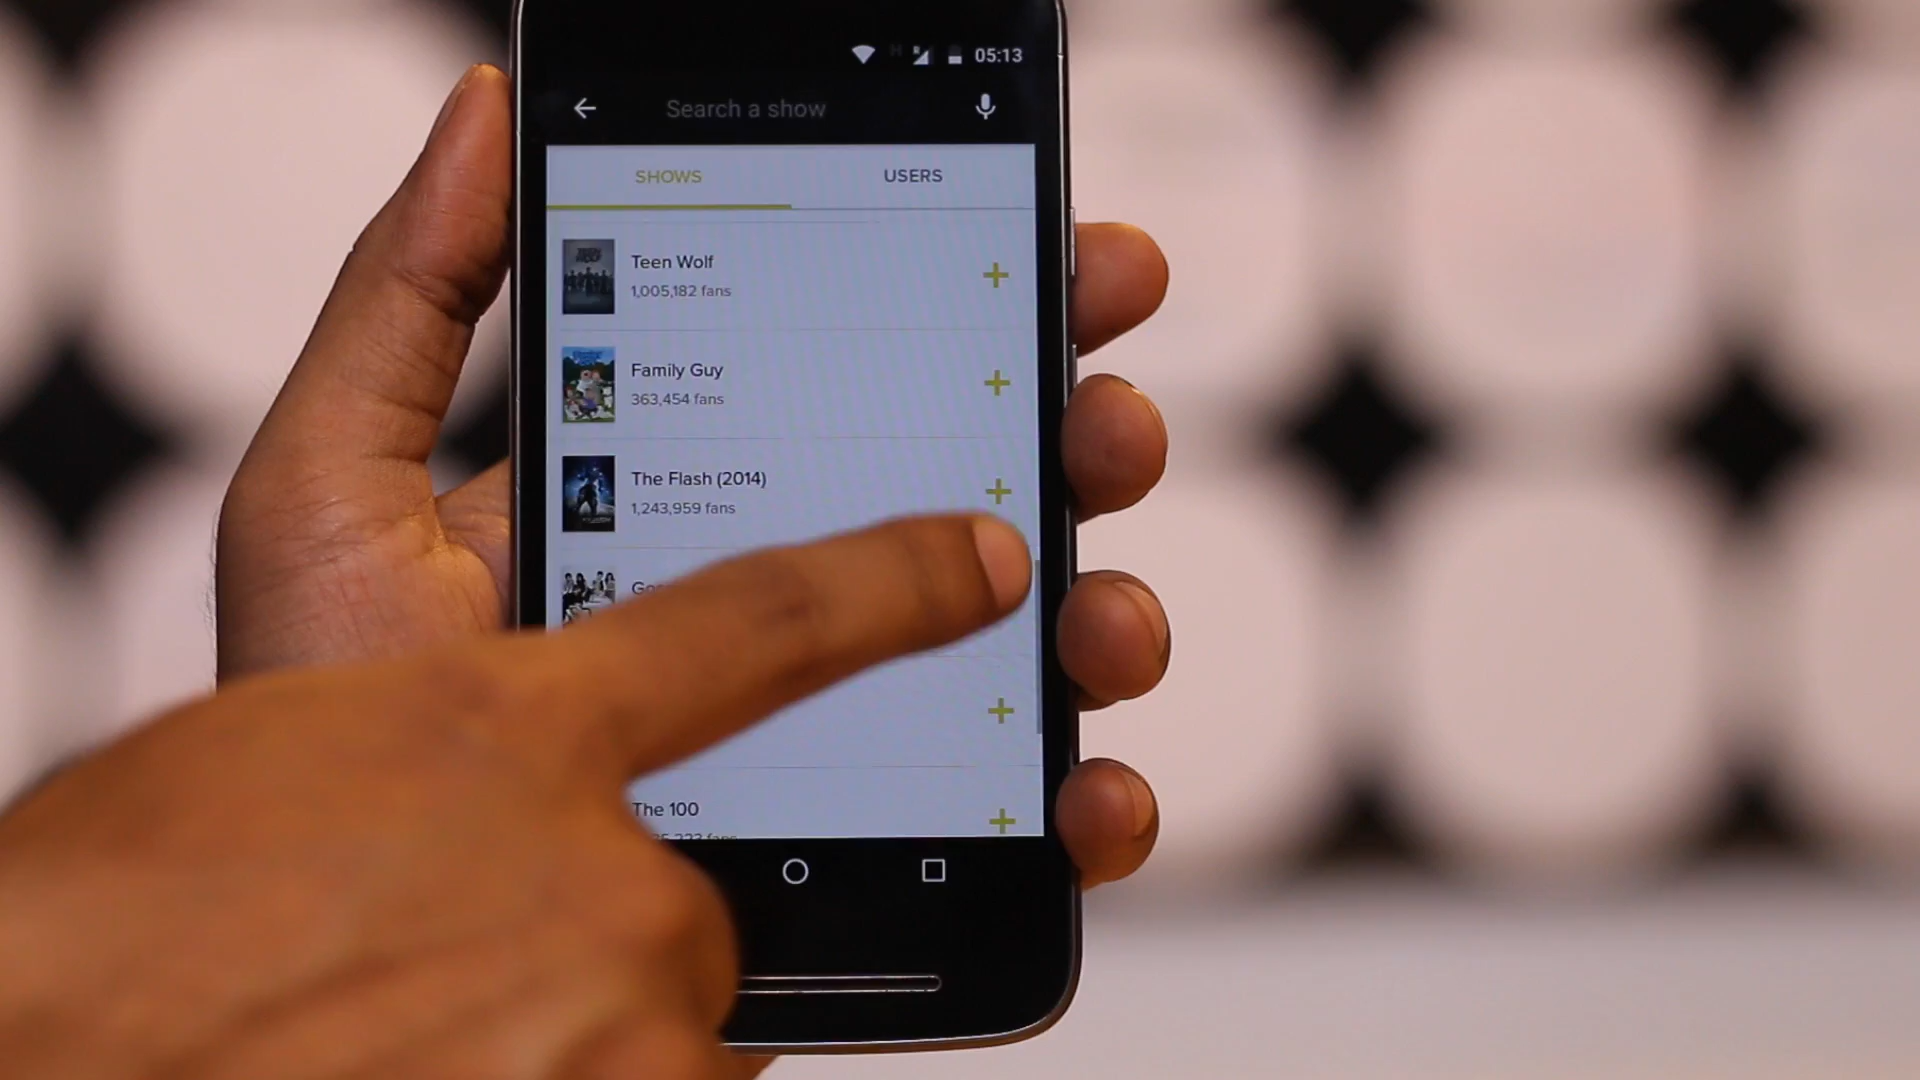 05:13
Search a show
SHOWS
USERS
Teen Wolf
1,005,182 fans
Family Guy
363,454 fans
The Flash (2014)
1,243,959 fans
The 100